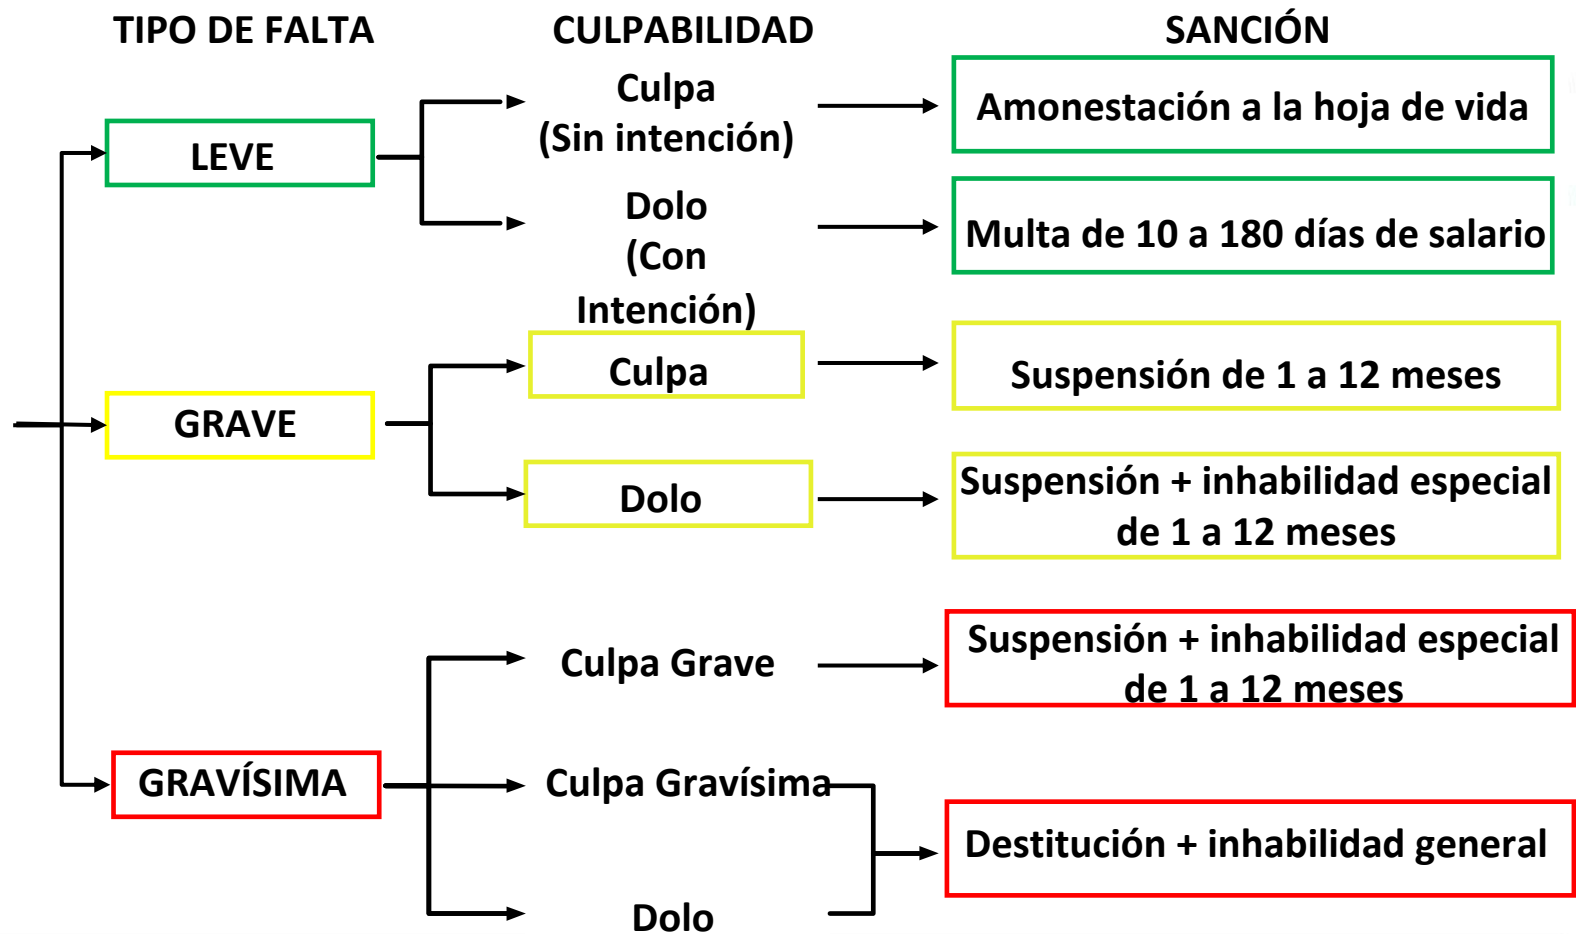 TIPO DE FALTA
CULPABILIDAD
SANCIÓN
LEVE
Culpa
(Sin intención)
Amonestación a la hoja de vida
Dolo
(Con
Intención)
Multa de 10 a 180 días de salario
GRAVE
Culpa
Suspensión de 1 a 12 meses
Dolo
Suspensión + inhabilidad especial
de 1 a 12 meses
GRAVÍSIMA
Culpa Grave
Suspensión + inhabilidad especial
de 1 a 12 meses
Culpa Gravísima
Dolo
Destitución + inhabilidad general